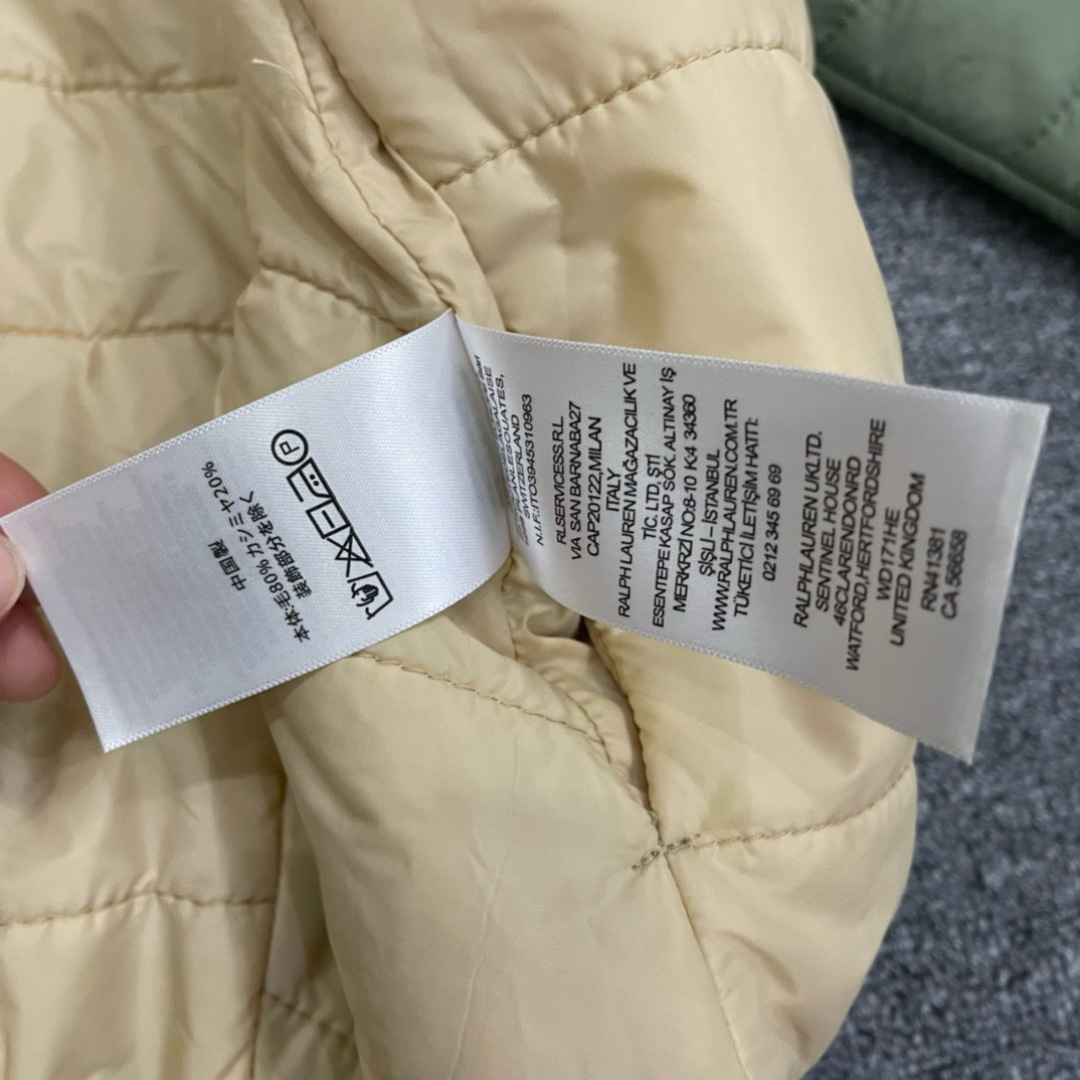 中国製
本体毛80% カシミヤ20%
装飾部分を除く
P
SWITZERLAND
N.I.F:ITO3945310963
RLSERVICESS.R.L.
VIA SAN BARNABA27
CAP20122,MILAN
ITALY
RALPH LAUREN MAĞAZACILIK VE
TİC. LTD, ŞTİ
ESENTEPE KASAP SOK. ALTINAY İŞ
MERKRZİ NO:8-10 K:4 34360
ŞİŞLİ – İSTANBUL
WWW.RALPHLAUREN.COM.TR
TÜKETİCİ İLETİŞİM HATTI:
0212 345 69 69
RALPHLAUREN UKLTD.
SENTINEL HOUSE
46CLARENDONRD
WATFORD,HERTFORDSHIRE
WD171HE
UNITED KINGDOM
RN41381
CA 56658